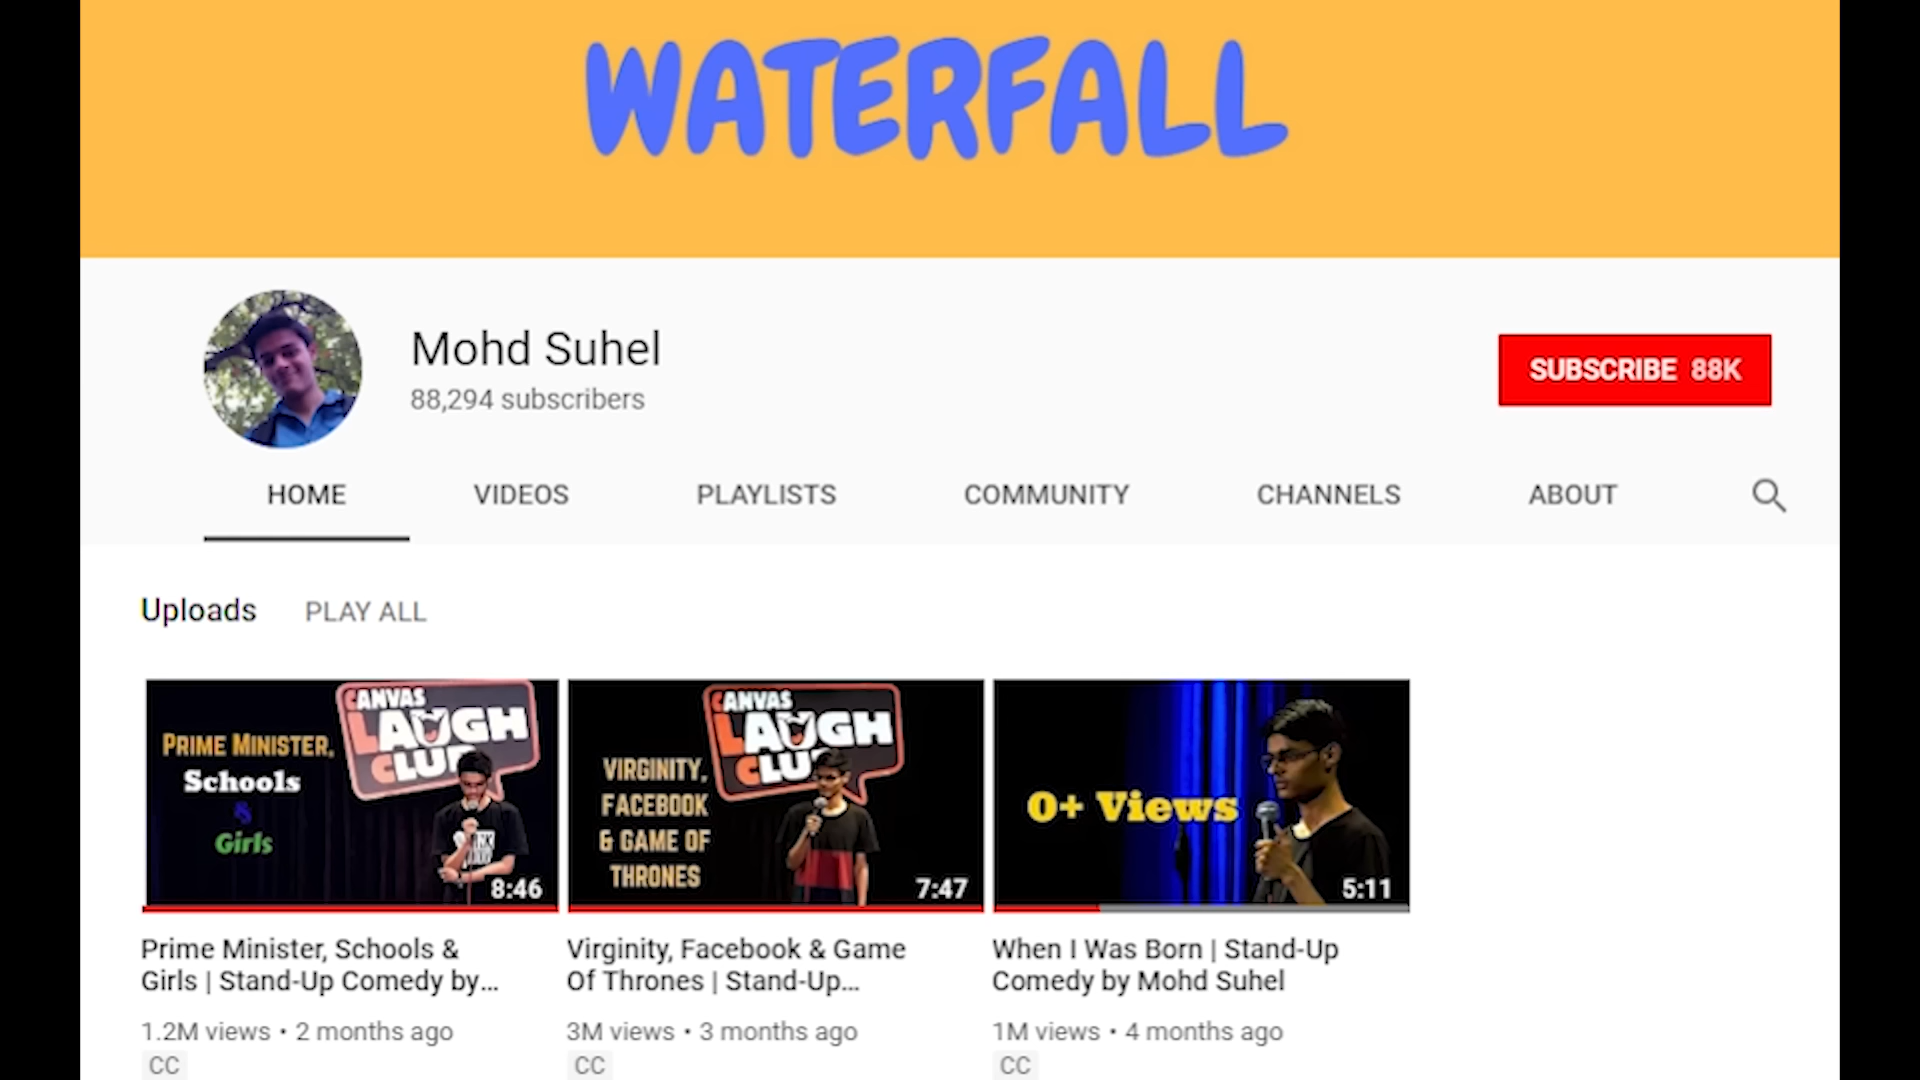 WATERFALL
Mohd Suhel
88,294 subscribers
SUBSCRIBE 88K
HOME VIDEOS PLAYLISTS COMMUNITY CHANNELS ABOUT
Uploads PLAY ALL
PRIME MINISTER,
Schools
&
Girls
CANVAS
LAUGH
CLU
8:46
VIRGINITY,
FACEBOOK
& GAME OF
THRONES
CANVAS
LAUGH
CLU
7:47
0+ Views
5:11
Prime Minister, Schools &
Girls | Stand-Up Comedy by...
1.2M views • 2 months ago
CC
Virginity, Facebook & Game
Of Thrones | Stand-Up...
3M views • 3 months ago
CC
When I Was Born | Stand-Up
Comedy by Mohd Suhel
1M views • 4 months ago
CC